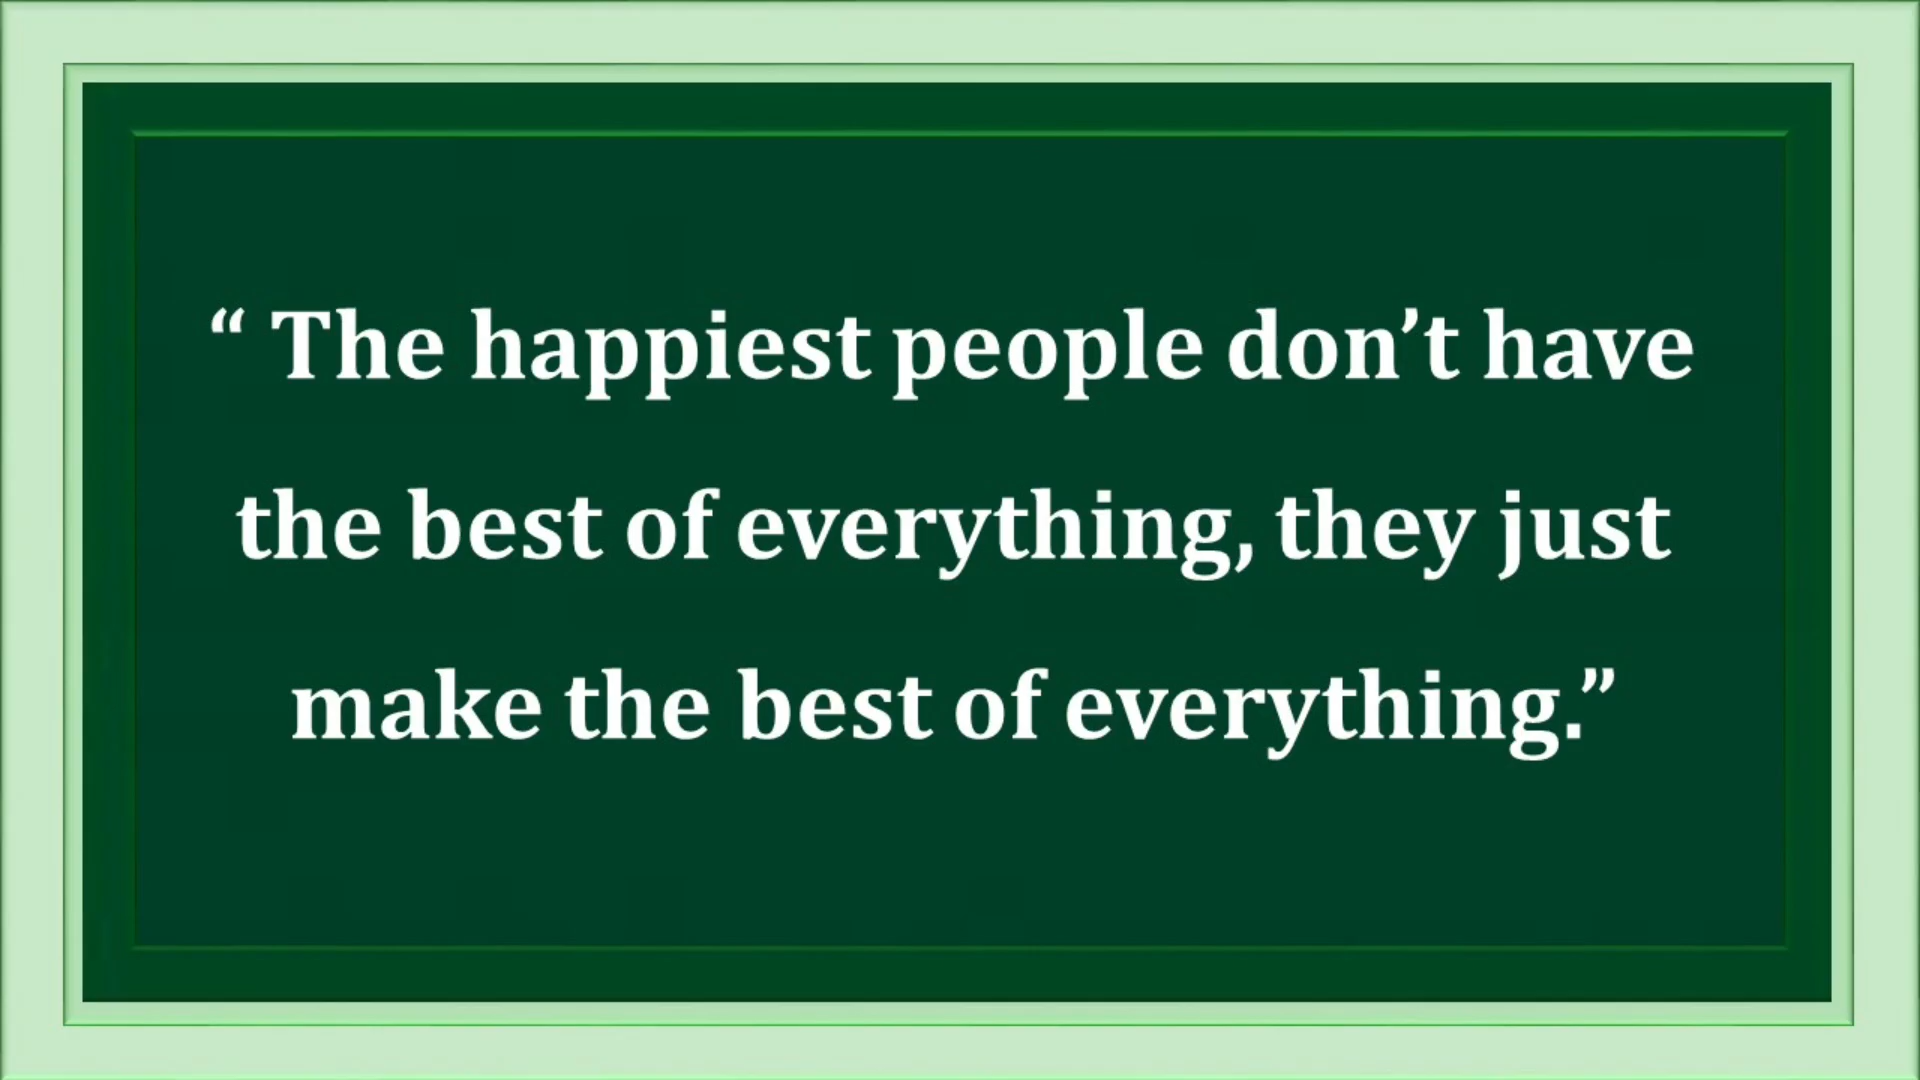 “ The happiest people don’t have
the best of everything, they just
make the best of everything.”